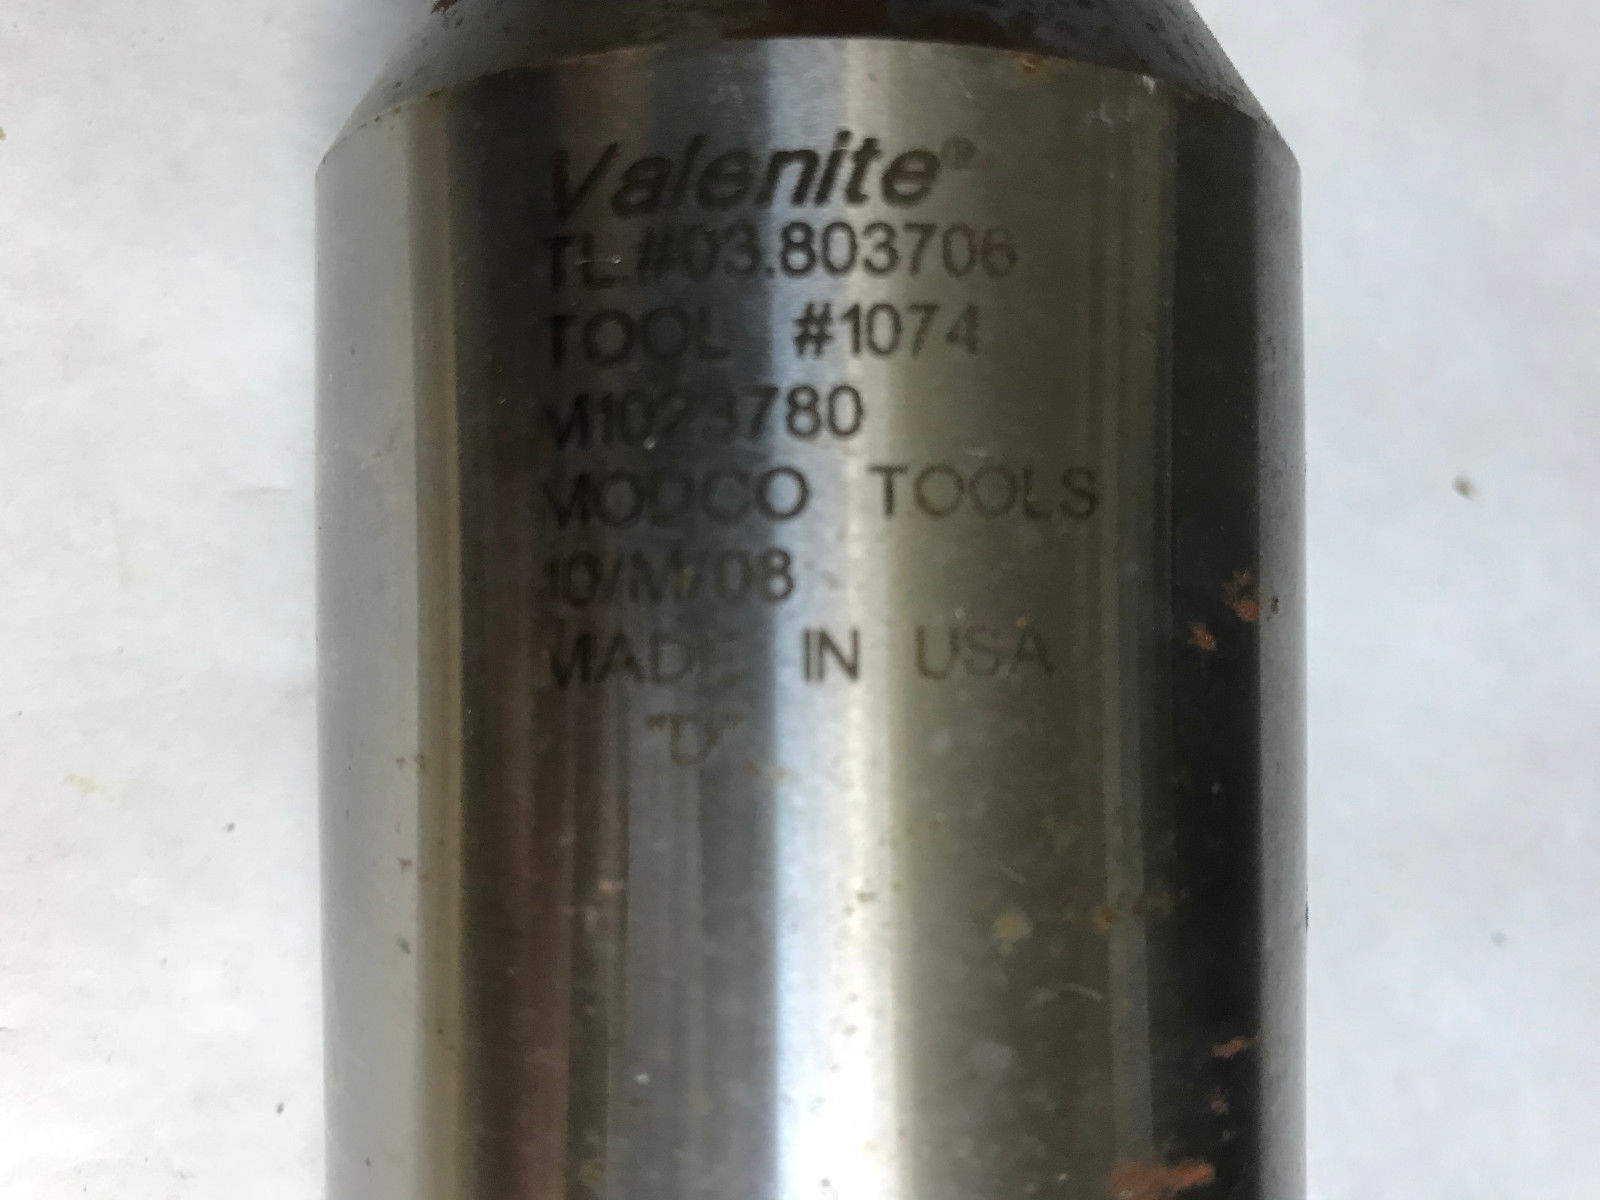 Valenite®
TL.#03.803706
TOOL #1074
M1023780
MODCO TOOLS
10/M/08
MADE IN USA
"D"